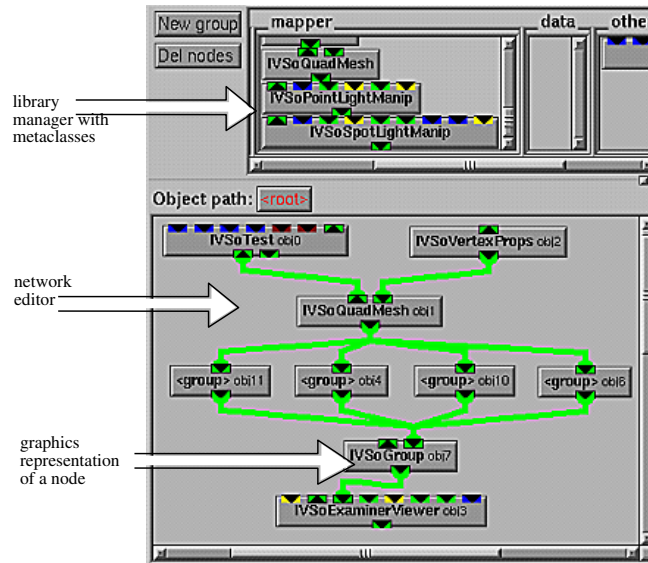 New group
Del nodes
mapper
data
othe
IVSoQuadMesh
IVSoPointLightManip
IVSoSpotLightManip
library
manager with
metaclasses
Object path: <root>
IVSoTest obj0
IVSoVertexProps obj2
network
editor
IVSoQuadMesh obj1
<group> obj11
<group> obj4
<group> obj10
<group> obj6
graphics
representation
of a node
IVSoGroup obj7
IVSoExaminerViewer obj3